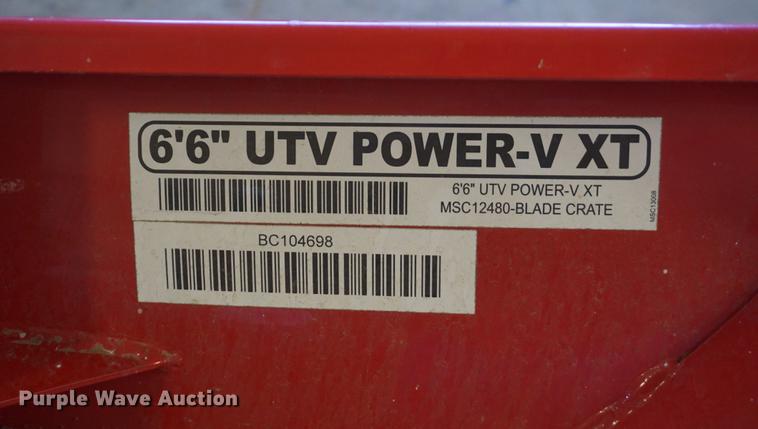 6'6" UTV POWER-V XT
6'6" UTV POWER-V XT
MSC12480-BLADE CRATE
MSC13008
BC104698
Purple Wave Auction